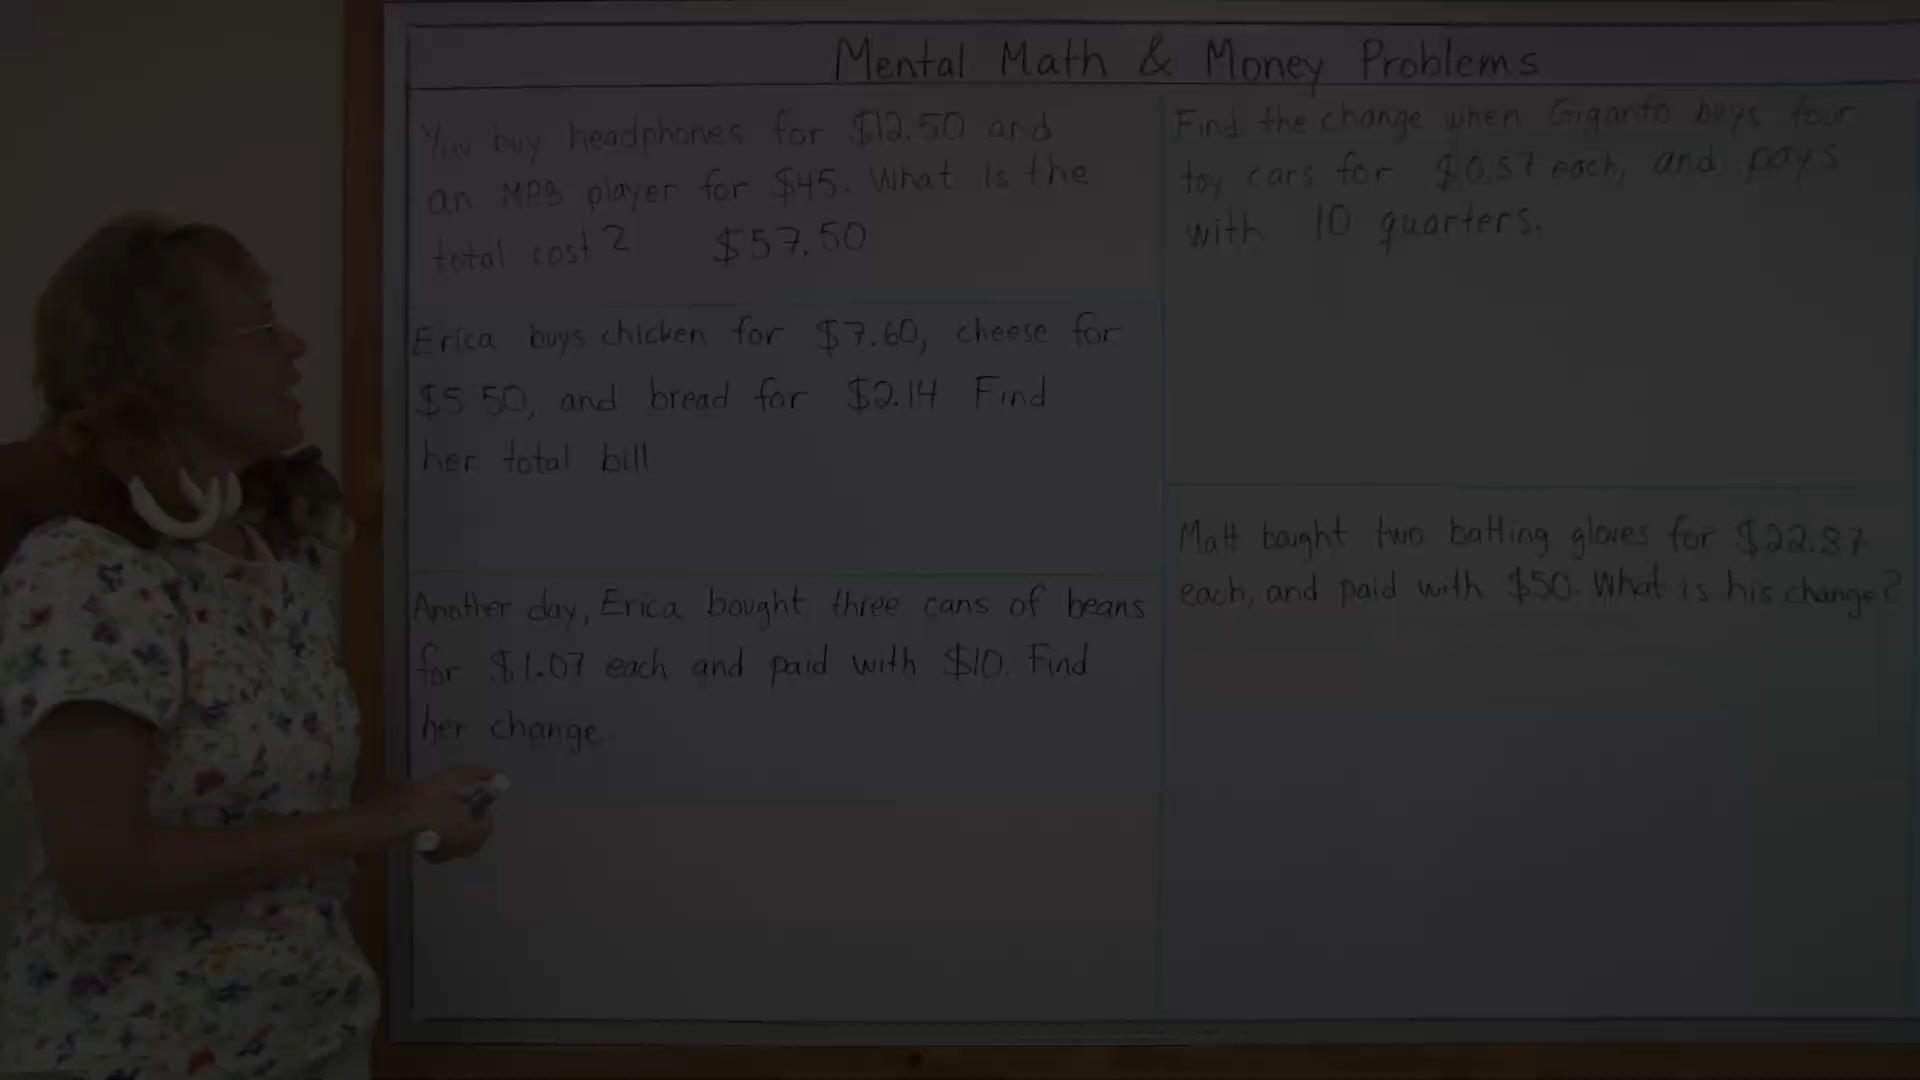 Mental Math & Money Problems
You buy headphones for $12.50 and
an MP3 player for $45. What is the
total cost? $57.50
Erica buys chicken for $7.60, cheese for
$5 50, and bread for $2.14 Find
her total bill
Another day, Erica bought three cans of beans
for $1.07 each and paid with $10. Find
her change
Find the change when Giganto buys four
toy cars for $0.57 each, and pays
with 10 quarters.
Matt bought two batting gloves for $22.87
each, and paid with $50. What is his change?